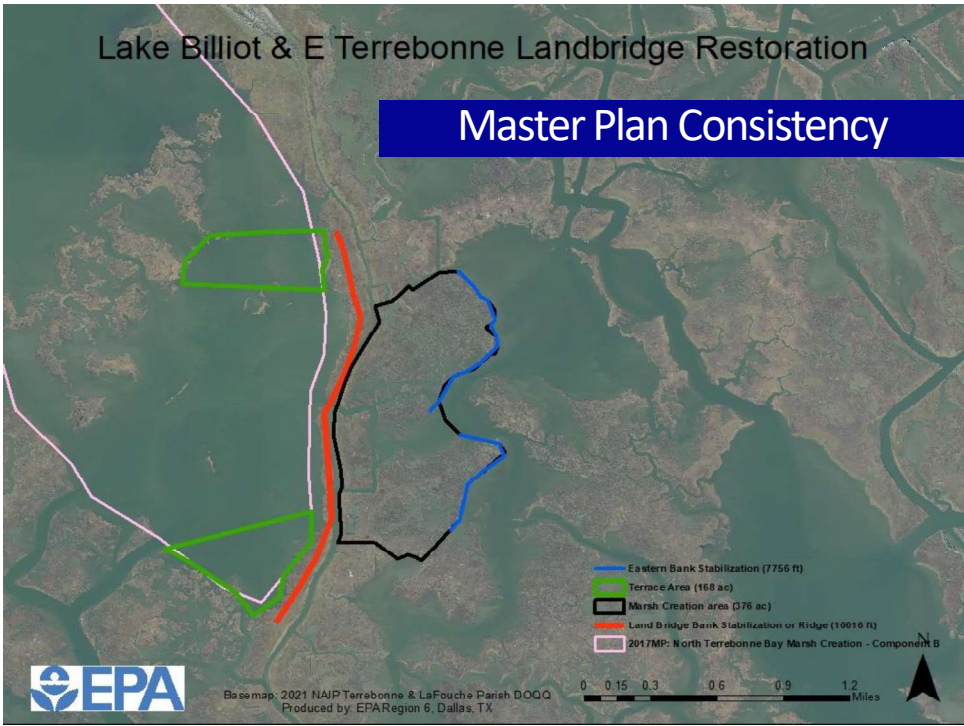 Lake Billiot & E Terrebonne Landbridge Restoration
Master Plan Consistency
Eastern Bank Stabilization (7756 ft)
Terrace Area (168 ac)
Marsh Creation area (376 ac)
Land Bridge Bank Stabilization or Ridge (10016 ft)
2017MP: North Terrebonne Bay Marsh Creation - Component B
N
EPA
Basemap: 2021 NAIP Terrebonne & LaFouche Parish DOQQ
Produced by: EPA Region 6, Dallas, TX
0 0.15 0.3 0.6 0.9 1.2
Miles